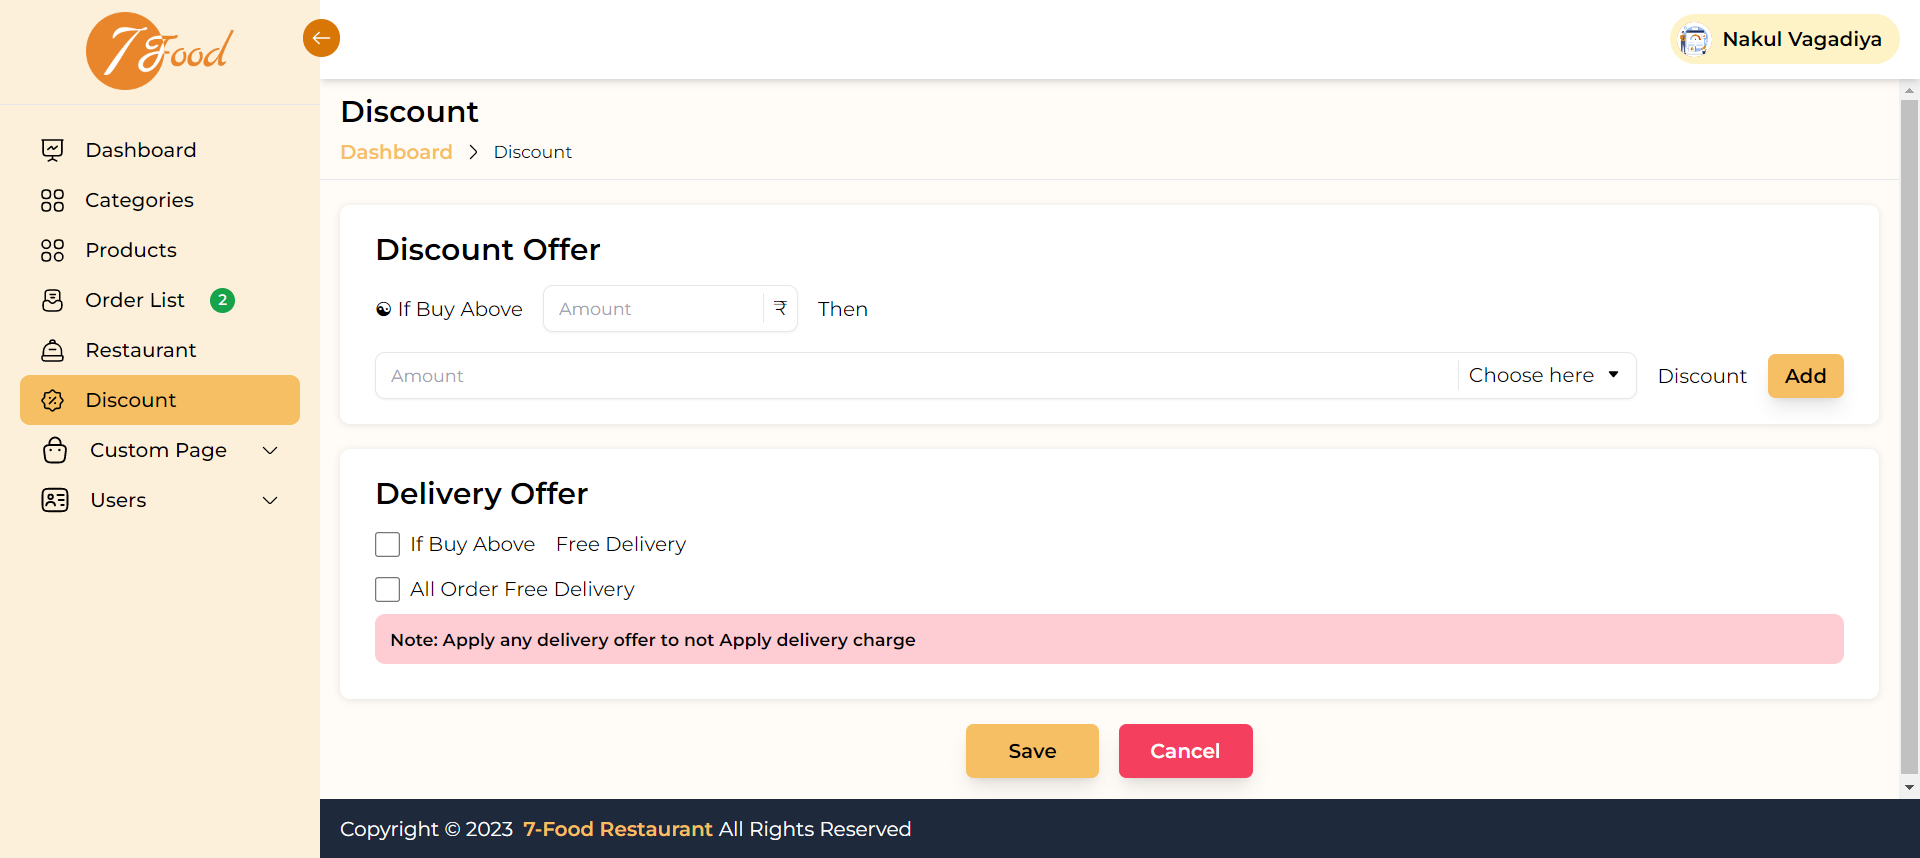 7 Food
Nakul Vagadiya
Discount
Dashboard > Discount
Dashboard
Categories
Products
Order List 2
Restaurant
Discount
Custom Page
Users
Discount Offer
☯ If Buy Above Amount ₹ Then
Amount Choose here Discount Add
Delivery Offer
If Buy Above Free Delivery
All Order Free Delivery
Note: Apply any delivery offer to not Apply delivery charge
Save Cancel
Copyright © 2023 7-Food Restaurant All Rights Reserved